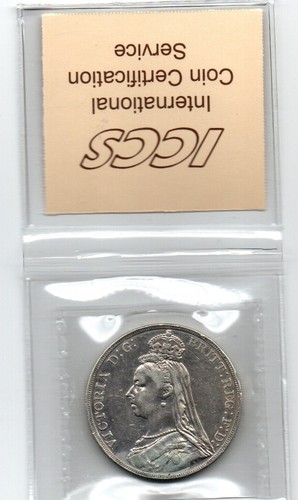 ICCS
International
Coin Certification
Service
VICTORIA D:G: BRITT:REG:F:D: